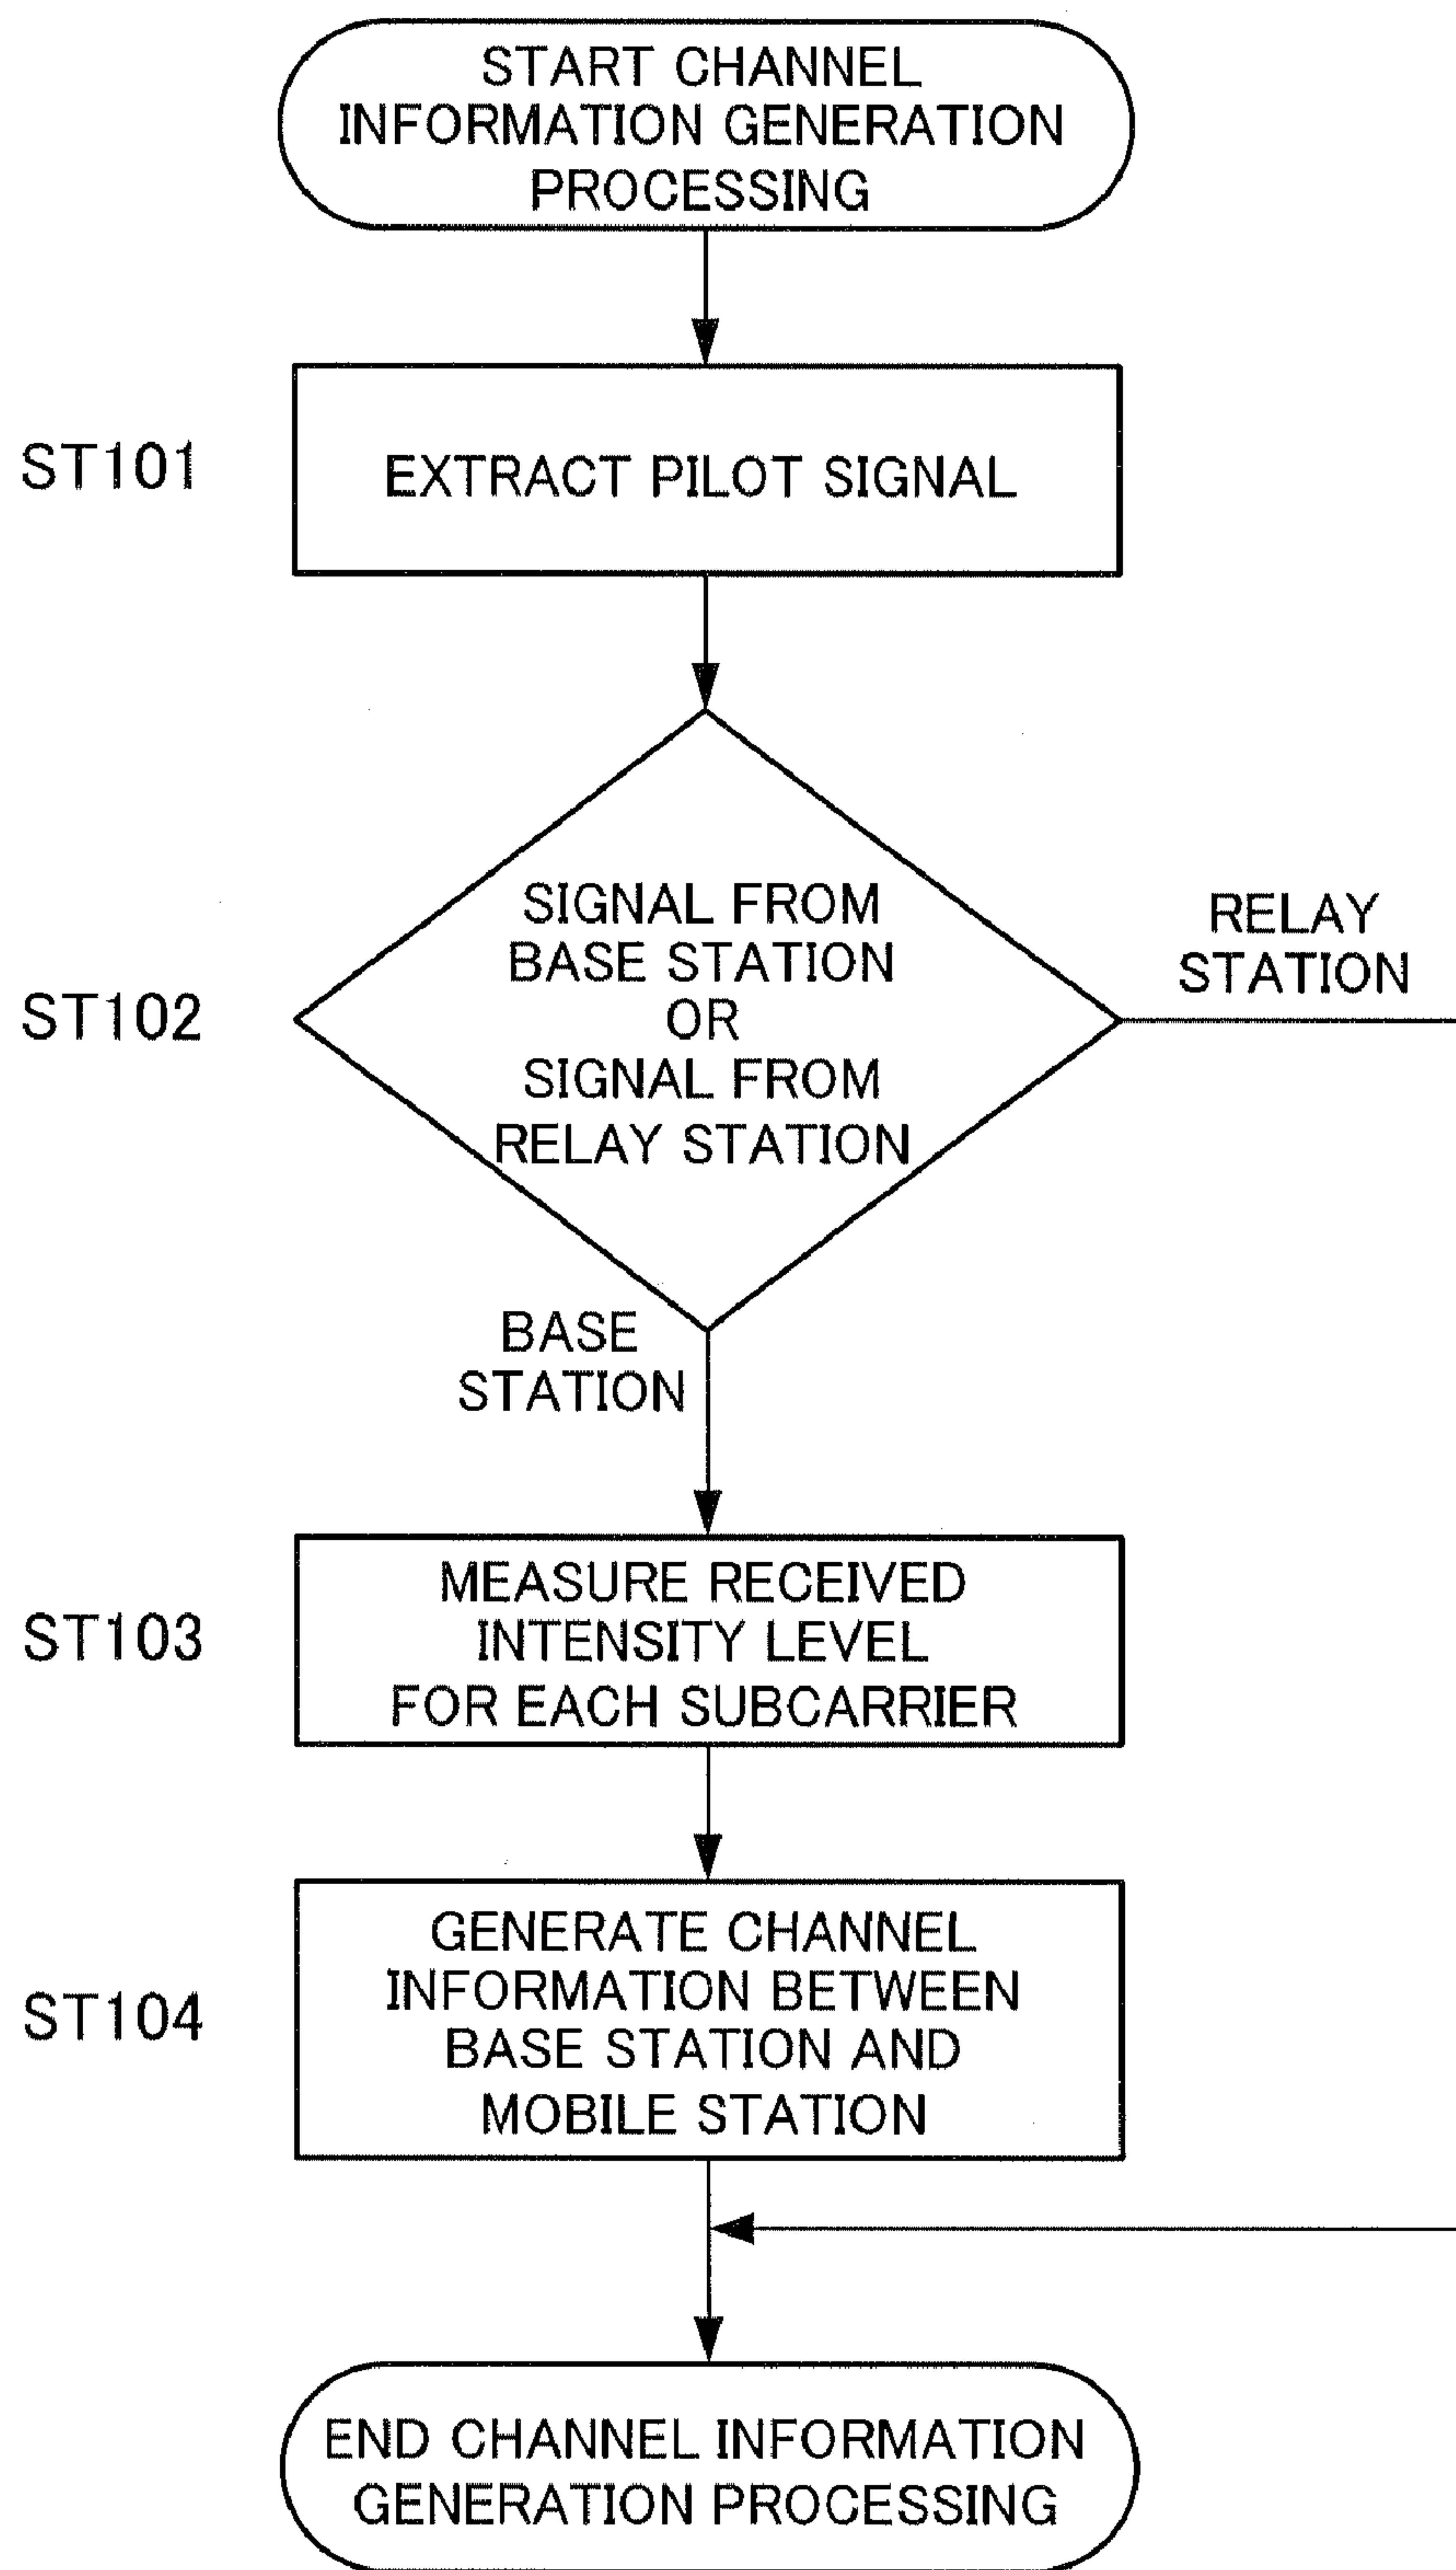 START CHANNEL
INFORMATION GENERATION
PROCESSING
ST101
EXTRACT PILOT SIGNAL
ST102
SIGNAL FROM
BASE STATION
OR
SIGNAL FROM
RELAY STATION
RELAY
STATION
BASE
STATION
ST103
MEASURE RECEIVED
INTENSITY LEVEL
FOR EACH SUBCARRIER
ST104
GENERATE CHANNEL
INFORMATION BETWEEN
BASE STATION AND
MOBILE STATION
END CHANNEL INFORMATION
GENERATION PROCESSING